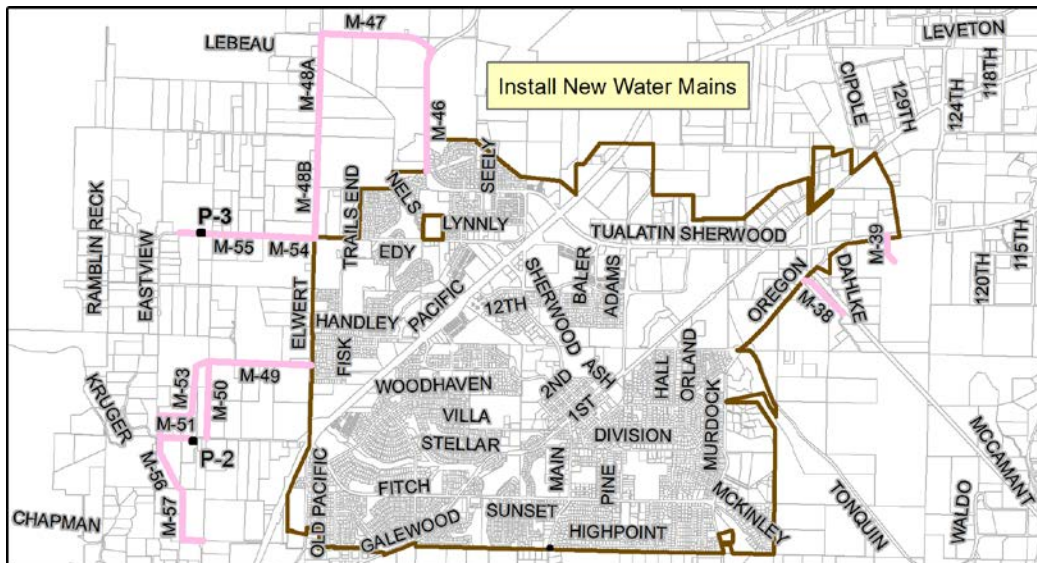 M-47
LEBEAU
LEVETON
Install New Water Mains
CIPOLE
129TH
124TH
118TH
M-48A
M-46
SEELY
NELS
M-48B
TRAILS END
LYNNLY
RAMBLIN RECK
EASTVIEW
P-3
M-55
M-54
EDY
TUALATIN SHERWOOD
M-39
115TH
120TH
DAHLKE
OREGON
M-38
ELWERT
HANDLEY
FISK
PACIFIC
12TH
SHERWOOD
BALER
ADAMS
M-53
M-50
M-49
KRUGER
M-51
P-2
WOODHAVEN
2ND
ASH
1ST
HALL
ORLAND
VILLA
STELLAR
MAIN
DIVISION
MURDOCK
M-56
M-57
CHAPMAN
OLD PACIFIC
FITCH
GALEWOOD
SUNSET
PINE
HIGHPOINT
MCKINLEY
TONQUIN
MCCAMANT
WALDO